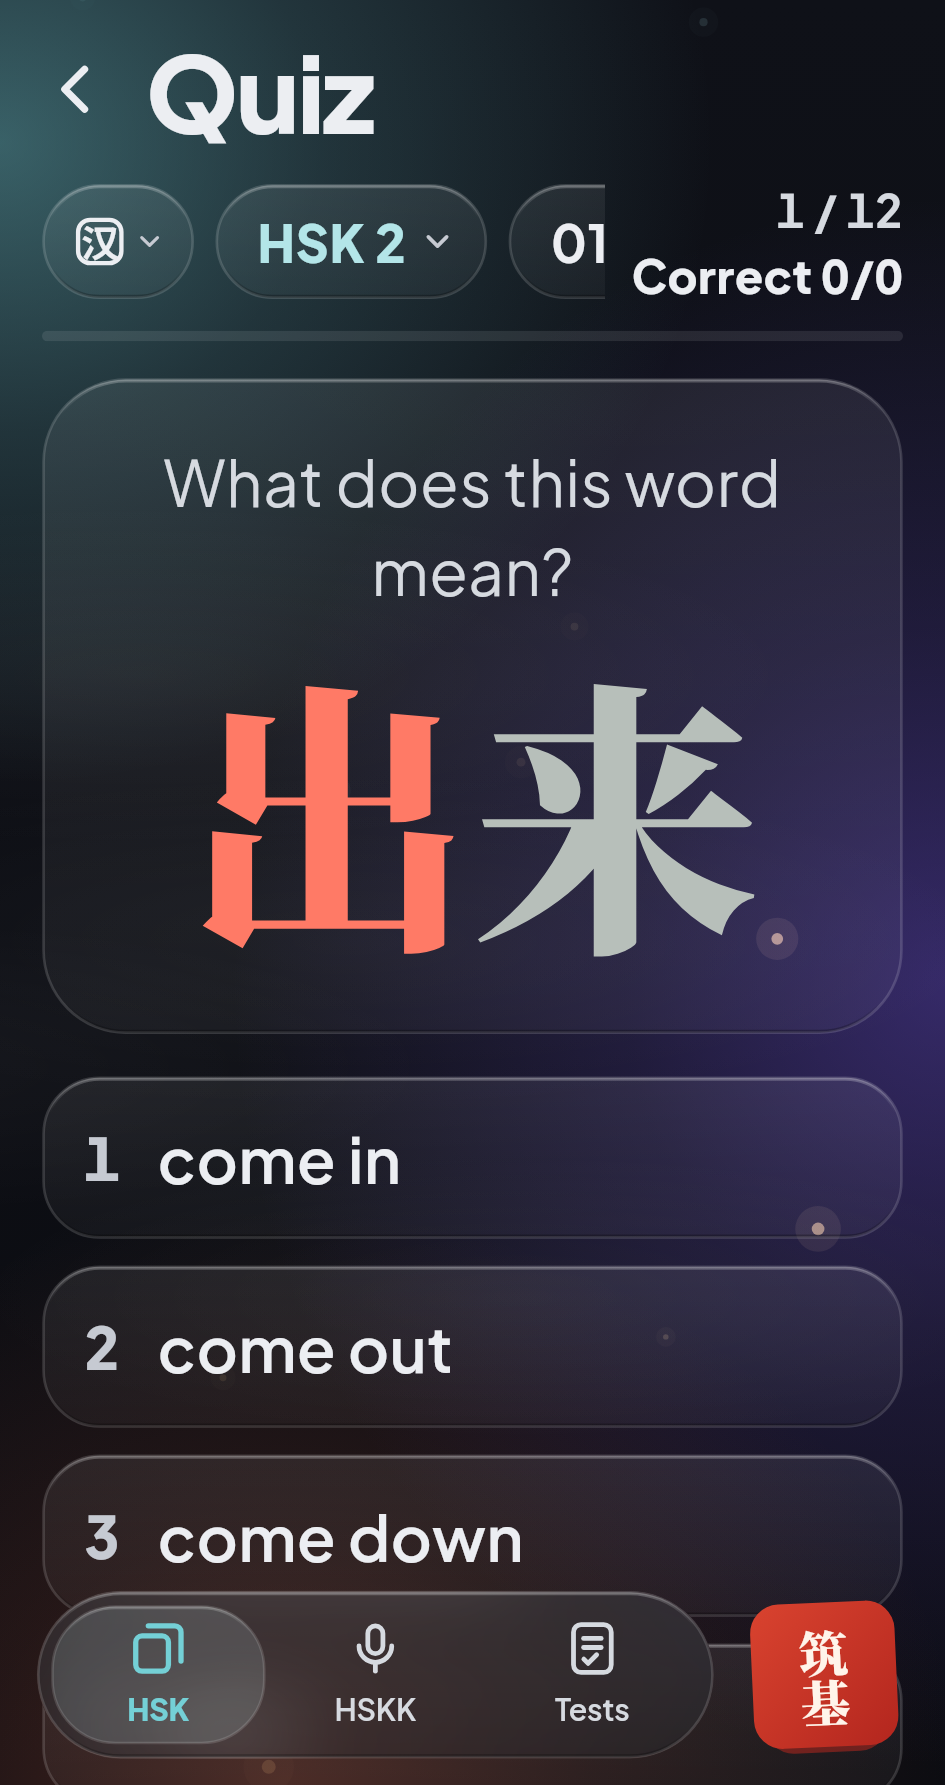 Quiz
汉
HSK 2
01
1 / 12
Correct 0/0
What does this word
mean?
出来
1 come in
2 come out
3 come down
HSK
HSKK
Tests
筑
基